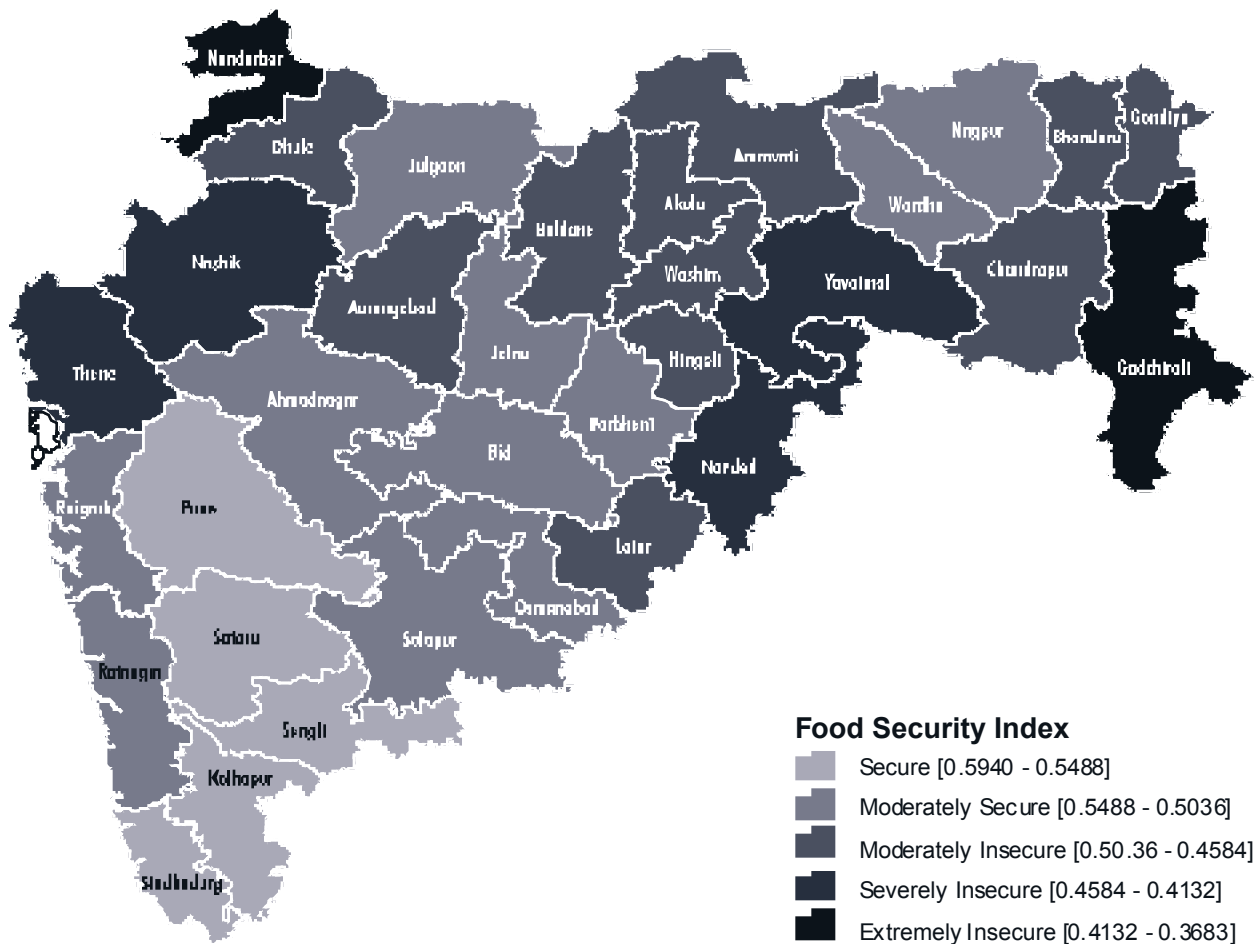 Nandurbar
Dhule
Jalgaon
Buldana
Akola
Amravati
Nagpur
Bhandara
Gondiya
Wardha
Washim
Nashik
Aurangabad
Jalna
Hingoli
Yavatmal
Chandrapur
Gadchiroli
Thane
Ahmadnagar
Parbhani
Bid
Nanded
Raigarh
Pune
Latur
Osmanabad
Satara
Solapur
Ratnagiri
Sangli
Kolhapur
Sindhudurg
Food Security Index
Secure [0.5940 - 0.5488]
Moderately Secure [0.5488 - 0.5036]
Moderately Insecure [0.50.36 - 0.4584]
Severely Insecure [0.4584 - 0.4132]
Extremely Insecure [0.4132 - 0.3683]